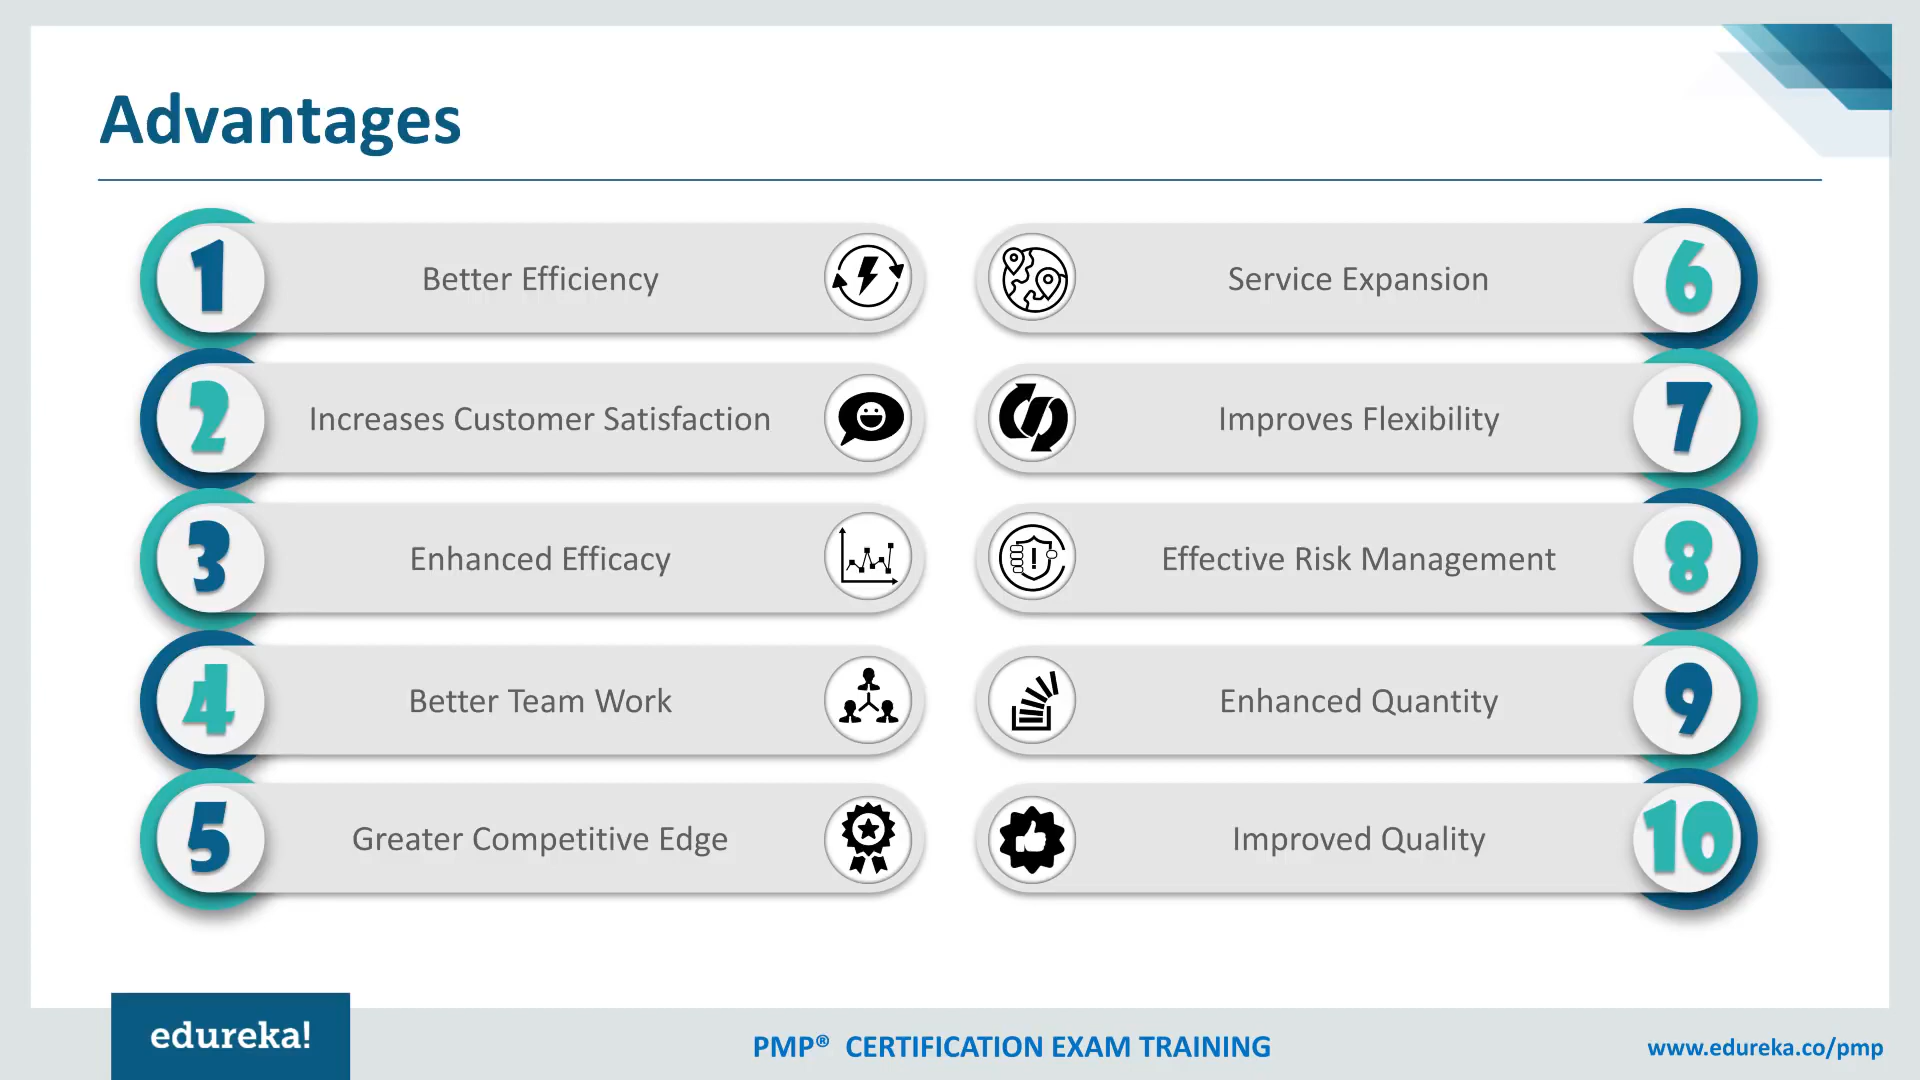 Advantages
1 Better Efficiency
2 Increases Customer Satisfaction
3 Enhanced Efficacy
4 Better Team Work
5 Greater Competitive Edge
Service Expansion 6
Improves Flexibility 7
Effective Risk Management 8
Enhanced Quantity 9
Improved Quality 10
edureka!
PMP® CERTIFICATION EXAM TRAINING
www.edureka.co/pmp